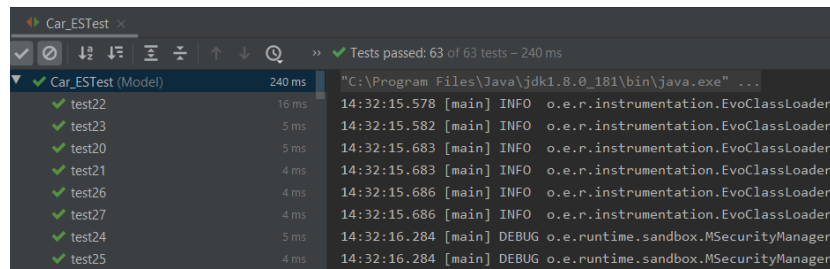 Car_ESTest ×
» Tests passed: 63 of 63 tests – 240 ms
Car_ESTest (Model) 240 ms
test22 16 ms
test23 5 ms
test20 5 ms
test21 4 ms
test26 4 ms
test27 4 ms
test24 5 ms
test25 4 ms
"C:\Program Files\Java\jdk1.8.0_181\bin\java.exe" ...
14:32:15.578 [main] INFO  o.e.r.instrumentation.EvoClassLoader
14:32:15.582 [main] INFO  o.e.r.instrumentation.EvoClassLoader
14:32:15.683 [main] INFO  o.e.r.instrumentation.EvoClassLoader
14:32:15.683 [main] INFO  o.e.r.instrumentation.EvoClassLoader
14:32:15.686 [main] INFO  o.e.r.instrumentation.EvoClassLoader
14:32:15.686 [main] INFO  o.e.r.instrumentation.EvoClassLoader
14:32:16.284 [main] DEBUG o.e.runtime.sandbox.MSecurityManager
14:32:16.284 [main] DEBUG o.e.runtime.sandbox.MSecurityManager